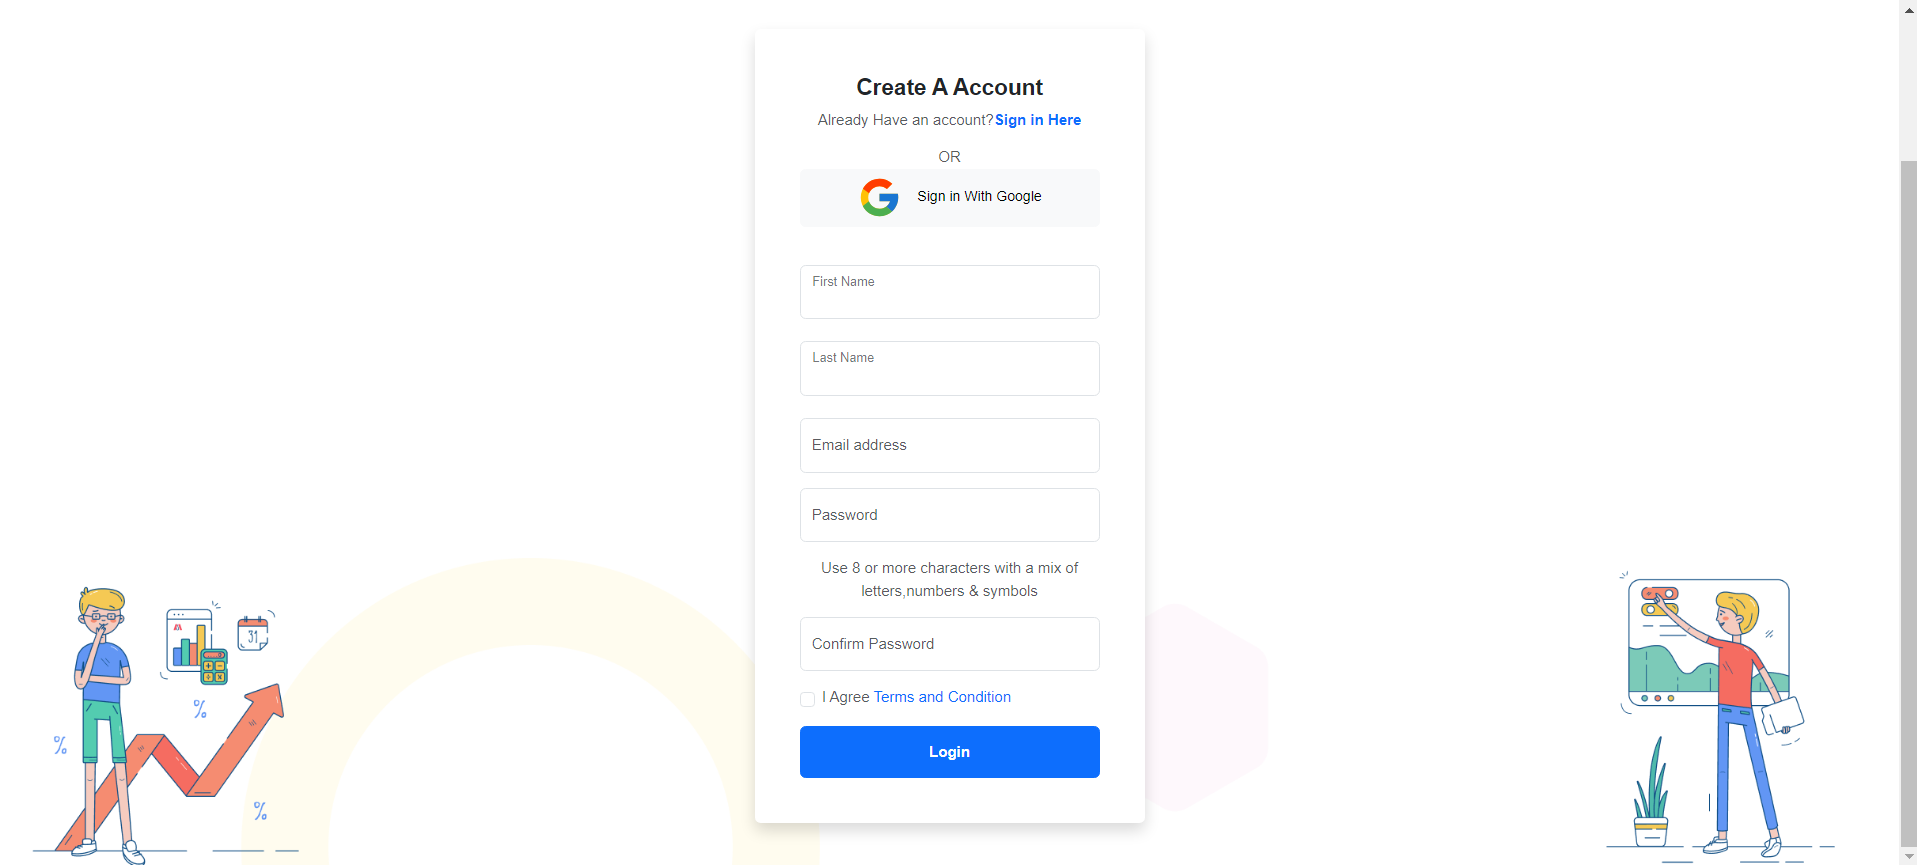 Create A Account
Already Have an account?Sign in Here
OR
Sign in With Google
First Name
Last Name
Email address
Password
Use 8 or more characters with a mix of
letters,numbers & symbols
Confirm Password
I Agree Terms and Condition
Login
31
%
%
%